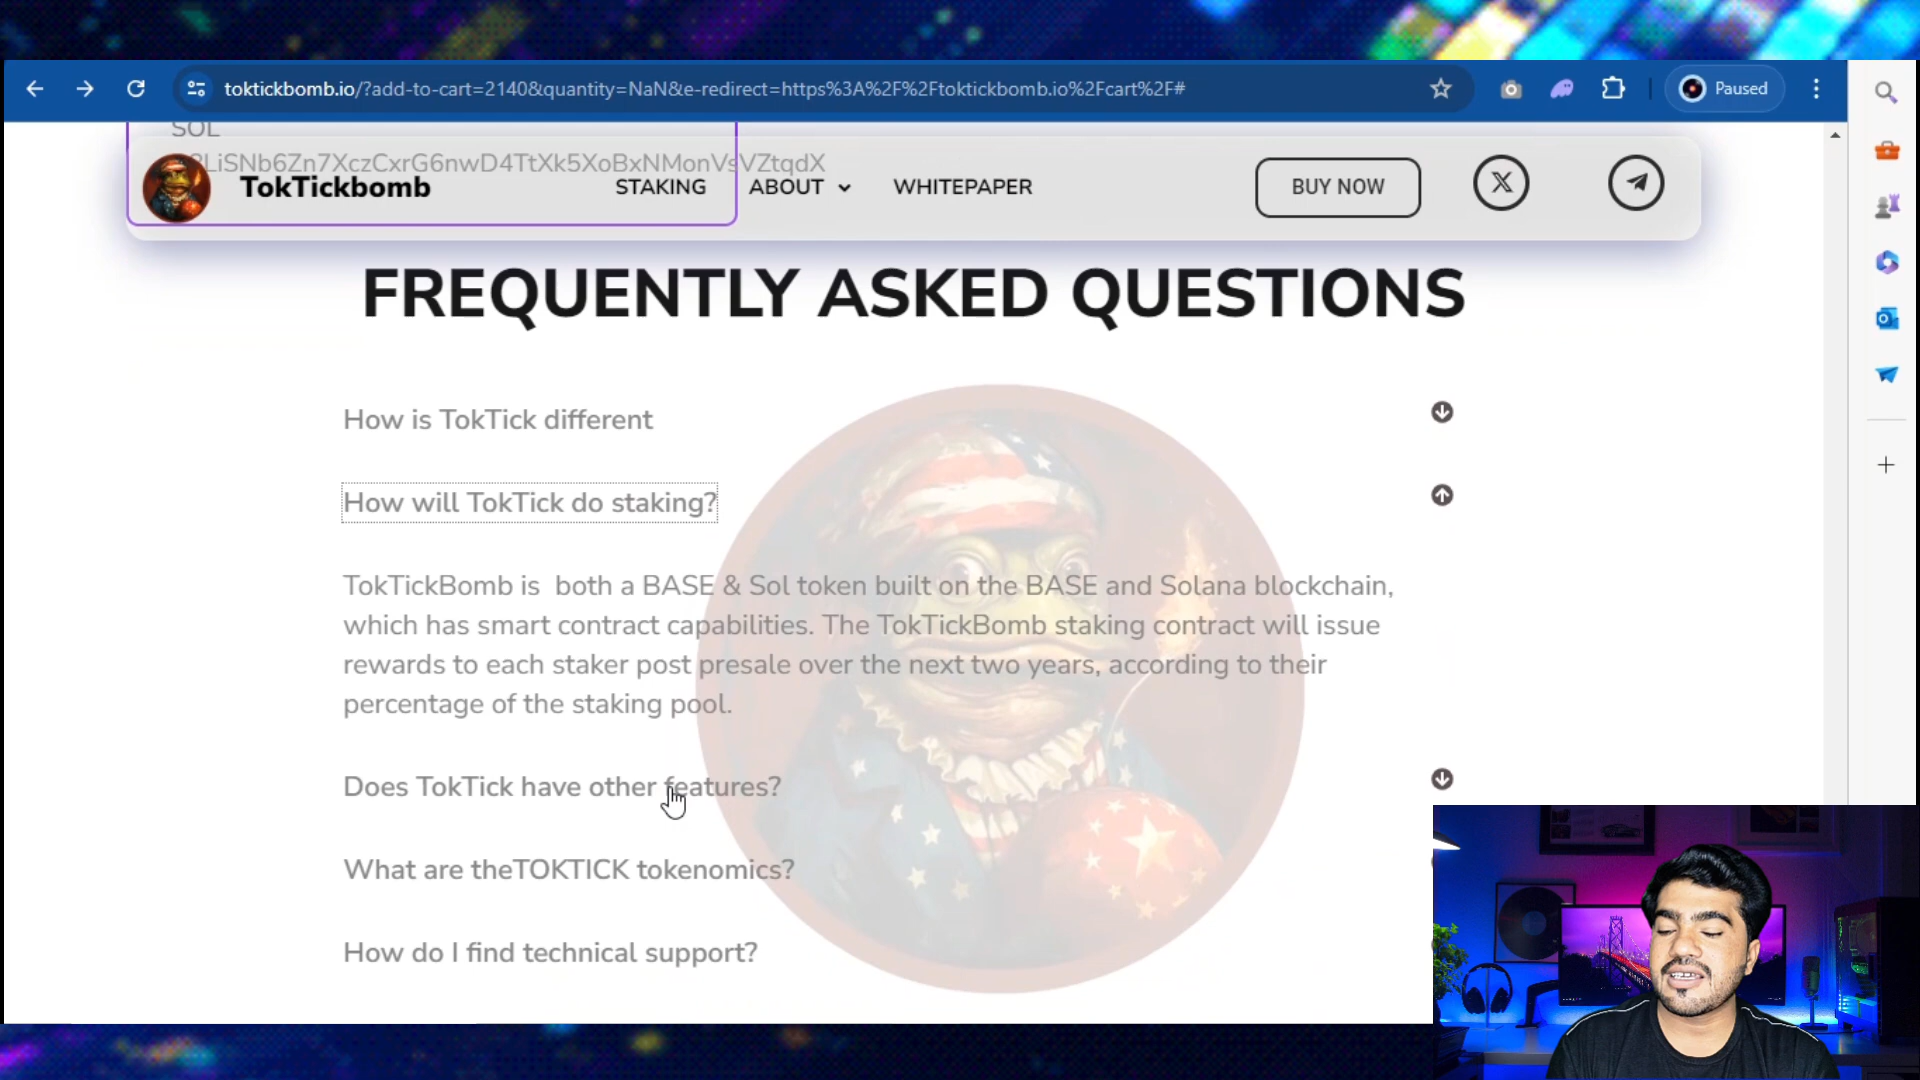 toktickbomb.io/?add-to-cart=2140&quantity=NaN&e-redirect=https%3A%2F%2Ftoktickbomb.io%2Fcart%2F#
Paused
SOL
LiSNb6Zn7XczCxrG6nwD4TtXk5XoBxNMonVsVZtqdX
TokTickbomb
STAKING
ABOUT
WHITEPAPER
BUY NOW
FREQUENTLY ASKED QUESTIONS
How is TokTick different
How will TokTick do staking?
TokTickBomb is both a BASE & Sol token built on the BASE and Solana blockchain,
which has smart contract capabilities. The TokTickBomb staking contract will issue
rewards to each staker post presale over the next two years, according to their
percentage of the staking pool.
Does TokTick have other features?
What are theTOKTICK tokenomics?
How do I find technical support?